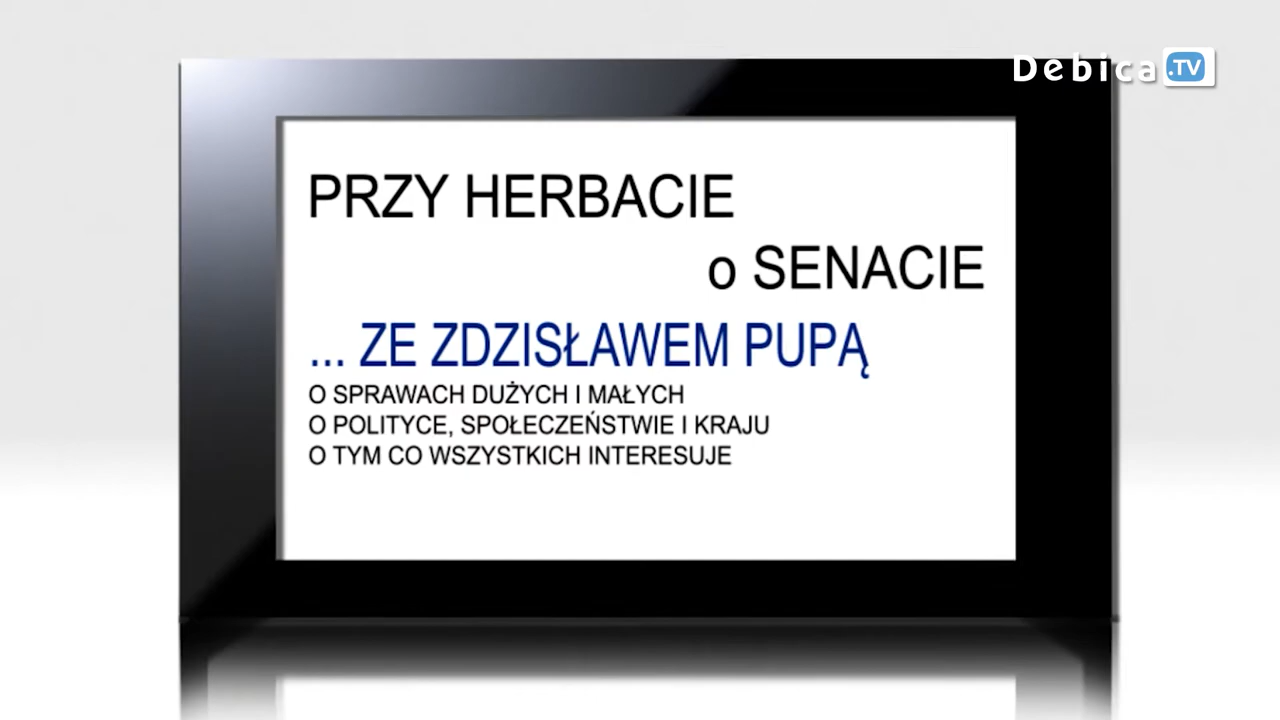 Debica.TV
PRZY HERBACIE
o SENACIE
... ZE ZDZISŁAWEM PUPĄ
O SPRAWACH DUŻYCH I MAŁYCH
O POLITYCE, SPOŁECZEŃSTWIE I KRAJU
O TYM CO WSZYSTKICH INTERESUJE